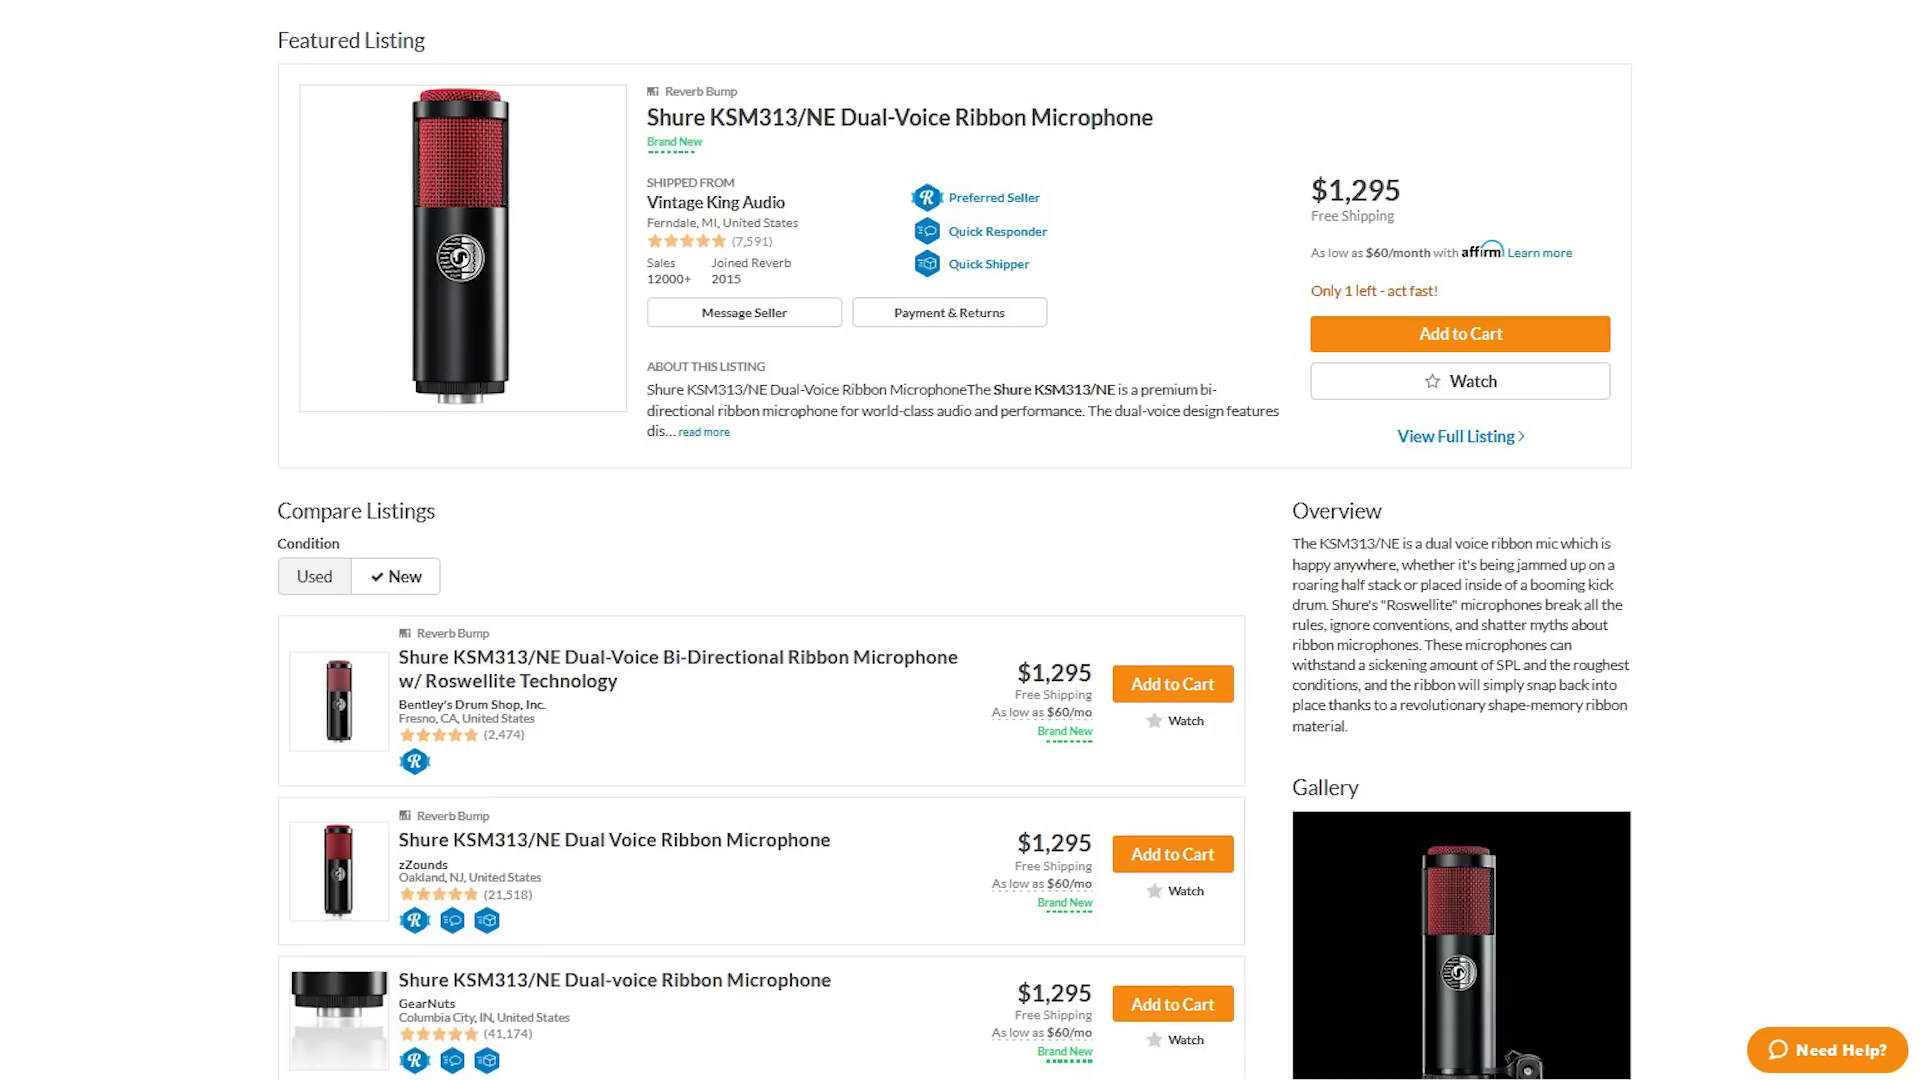 Featured Listing
Reverb Bump
Shure KSM313/NE Dual-Voice Ribbon Microphone
Brand New
SHIPPED FROM
Vintage King Audio
Ferndale, MI, United States
(7,591)
Sales Joined Reverb
12000+ 2015
Preferred Seller
Quick Responder
Quick Shipper
Message Seller
Payment & Returns
ABOUT THIS LISTING
Shure KSM313/NE Dual-Voice Ribbon MicrophoneThe Shure KSM313/NE is a premium bi-
directional ribbon microphone for world-class audio and performance. The dual-voice design features
dis... read more
$1,295
Free Shipping
As low as $60/month with affirm Learn more
Only 1 left - act fast!
Add to Cart
Watch
View Full Listing
Compare Listings
Condition
Used
New
Reverb Bump
Shure KSM313/NE Dual-Voice Bi-Directional Ribbon Microphone
w/ Roswellite Technology
Bentley's Drum Shop, Inc.
Fresno, CA, United States
(2,474)
R
$1,295
Free Shipping
As low as $60/mo
Brand New
Add to Cart
Watch
Reverb Bump
Shure KSM313/NE Dual Voice Ribbon Microphone
zZounds
Oakland, NJ, United States
(21,518)
R
$1,295
Free Shipping
As low as $60/mo
Brand New
Add to Cart
Watch
Shure KSM313/NE Dual-voice Ribbon Microphone
GearNuts
Columbia City, IN, United States
(41,174)
R
$1,295
Free Shipping
As low as $60/mo
Brand New
Add to Cart
Watch
Overview
The KSM313/NE is a dual voice ribbon mic which is
happy anywhere, whether it's being jammed up on a
roaring half stack or placed inside of a booming kick
drum. Shure's "Roswellite" microphones break all the
rules, ignore conventions, and shatter myths about
ribbon microphones. These microphones can
withstand a sickening amount of SPL and the roughest
conditions, and the ribbon will simply snap back into
place thanks to a revolutionary shape-memory ribbon
material.
Gallery
Need Help?